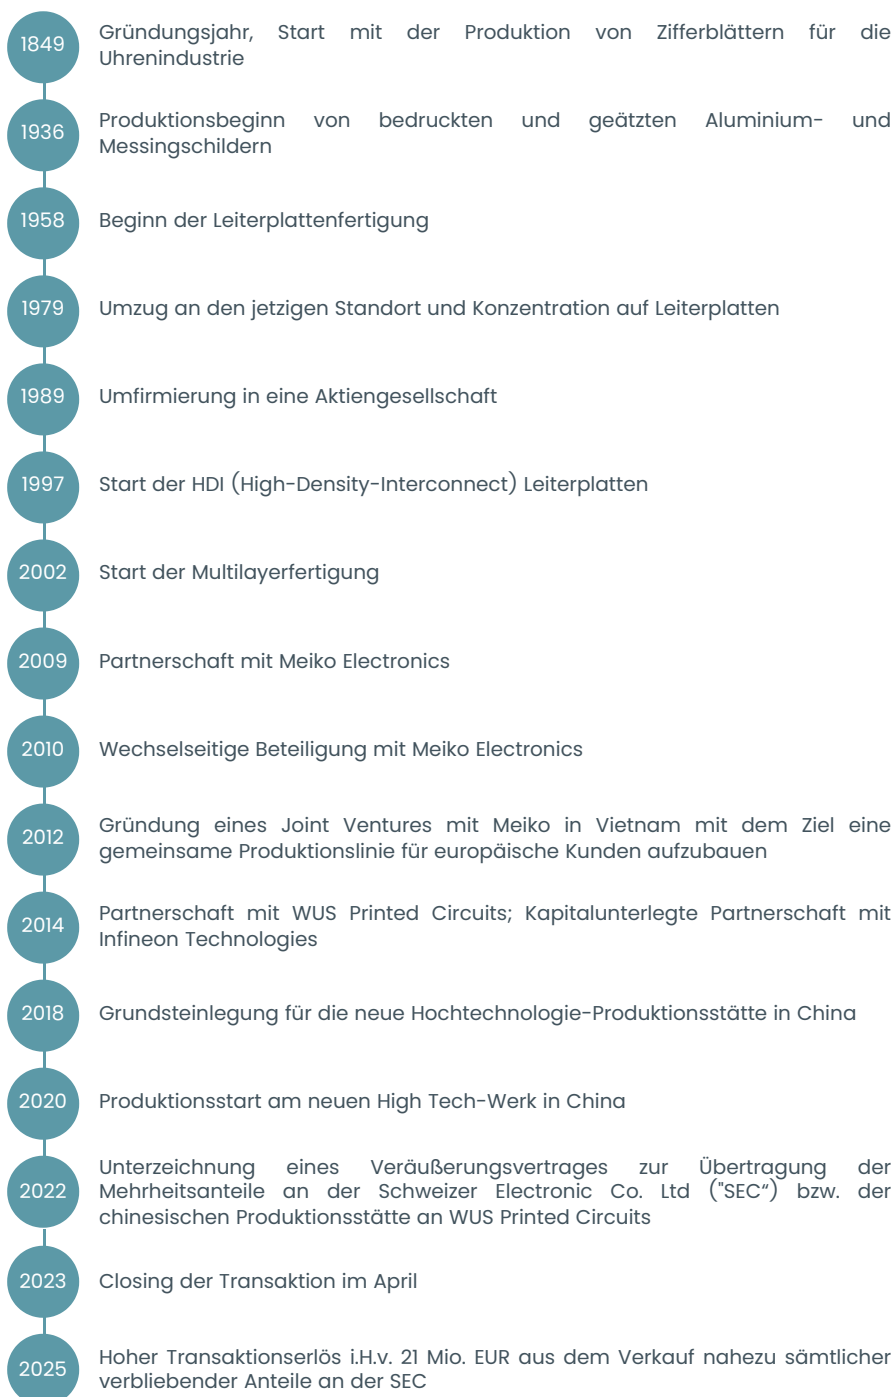 1849
Gründungsjahr, Start mit der Produktion von Zifferblättern für die
Uhrenindustrie
1936
Produktionsbeginn von bedruckten und geätzten Aluminium- und
Messingschildern
1958
Beginn der Leiterplattenfertigung
1979
Umzug an den jetzigen Standort und Konzentration auf Leiterplatten
1989
Umfirmierung in eine Aktiengesellschaft
1997
Start der HDI (High-Density-Interconnect) Leiterplatten
2002
Start der Multilayerfertigung
2009
Partnerschaft mit Meiko Electronics
2010
Wechselseitige Beteiligung mit Meiko Electronics
2012
Gründung eines Joint Ventures mit Meiko in Vietnam mit dem Ziel eine
gemeinsame Produktionslinie für europäische Kunden aufzubauen
2014
Partnerschaft mit WUS Printed Circuits; Kapitalunterlegte Partnerschaft mit
Infineon Technologies
2018
Grundsteinlegung für die neue Hochtechnologie-Produktionsstätte in China
2020
Produktionsstart am neuen High Tech-Werk in China
2022
Unterzeichnung eines Veräußerungsvertrages zur Übertragung der
Mehrheitsanteile an der Schweizer Electronic Co. Ltd ("SEC“) bzw. der
chinesischen Produktionsstätte an WUS Printed Circuits
2023
Closing der Transaktion im April
2025
Hoher Transaktionserlös i.H.v. 21 Mio. EUR aus dem Verkauf nahezu sämtlicher
verbliebender Anteile an der SEC